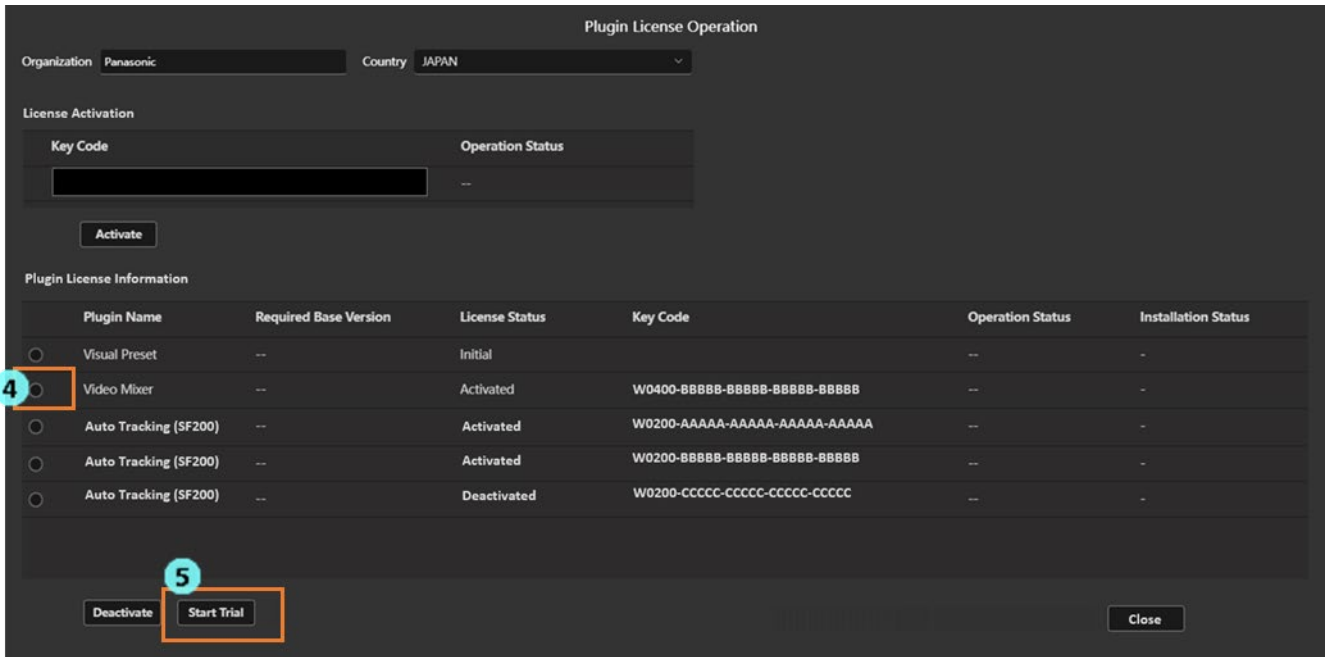 Plugin License Operation
Organization Panasonic Country JAPAN
License Activation
Key Code Operation Status
--
Activate
Plugin License Information
Plugin Name Required Base Version License Status Key Code Operation Status Installation Status
Visual Preset -- Initial -- -
4 Video Mixer -- Activated W0400-BBBBB-BBBBB-BBBBB-BBBBB -- -
Auto Tracking (SF200) -- Activated W0200-AAAAA-AAAAA-AAAAA-AAAAA -- -
Auto Tracking (SF200) -- Activated W0200-BBBBB-BBBBB-BBBBB-BBBBB -- -
Auto Tracking (SF200) -- Deactivated W0200-CCCCC-CCCCC-CCCCC-CCCCC -- -
5
Deactivate Start Trial Close